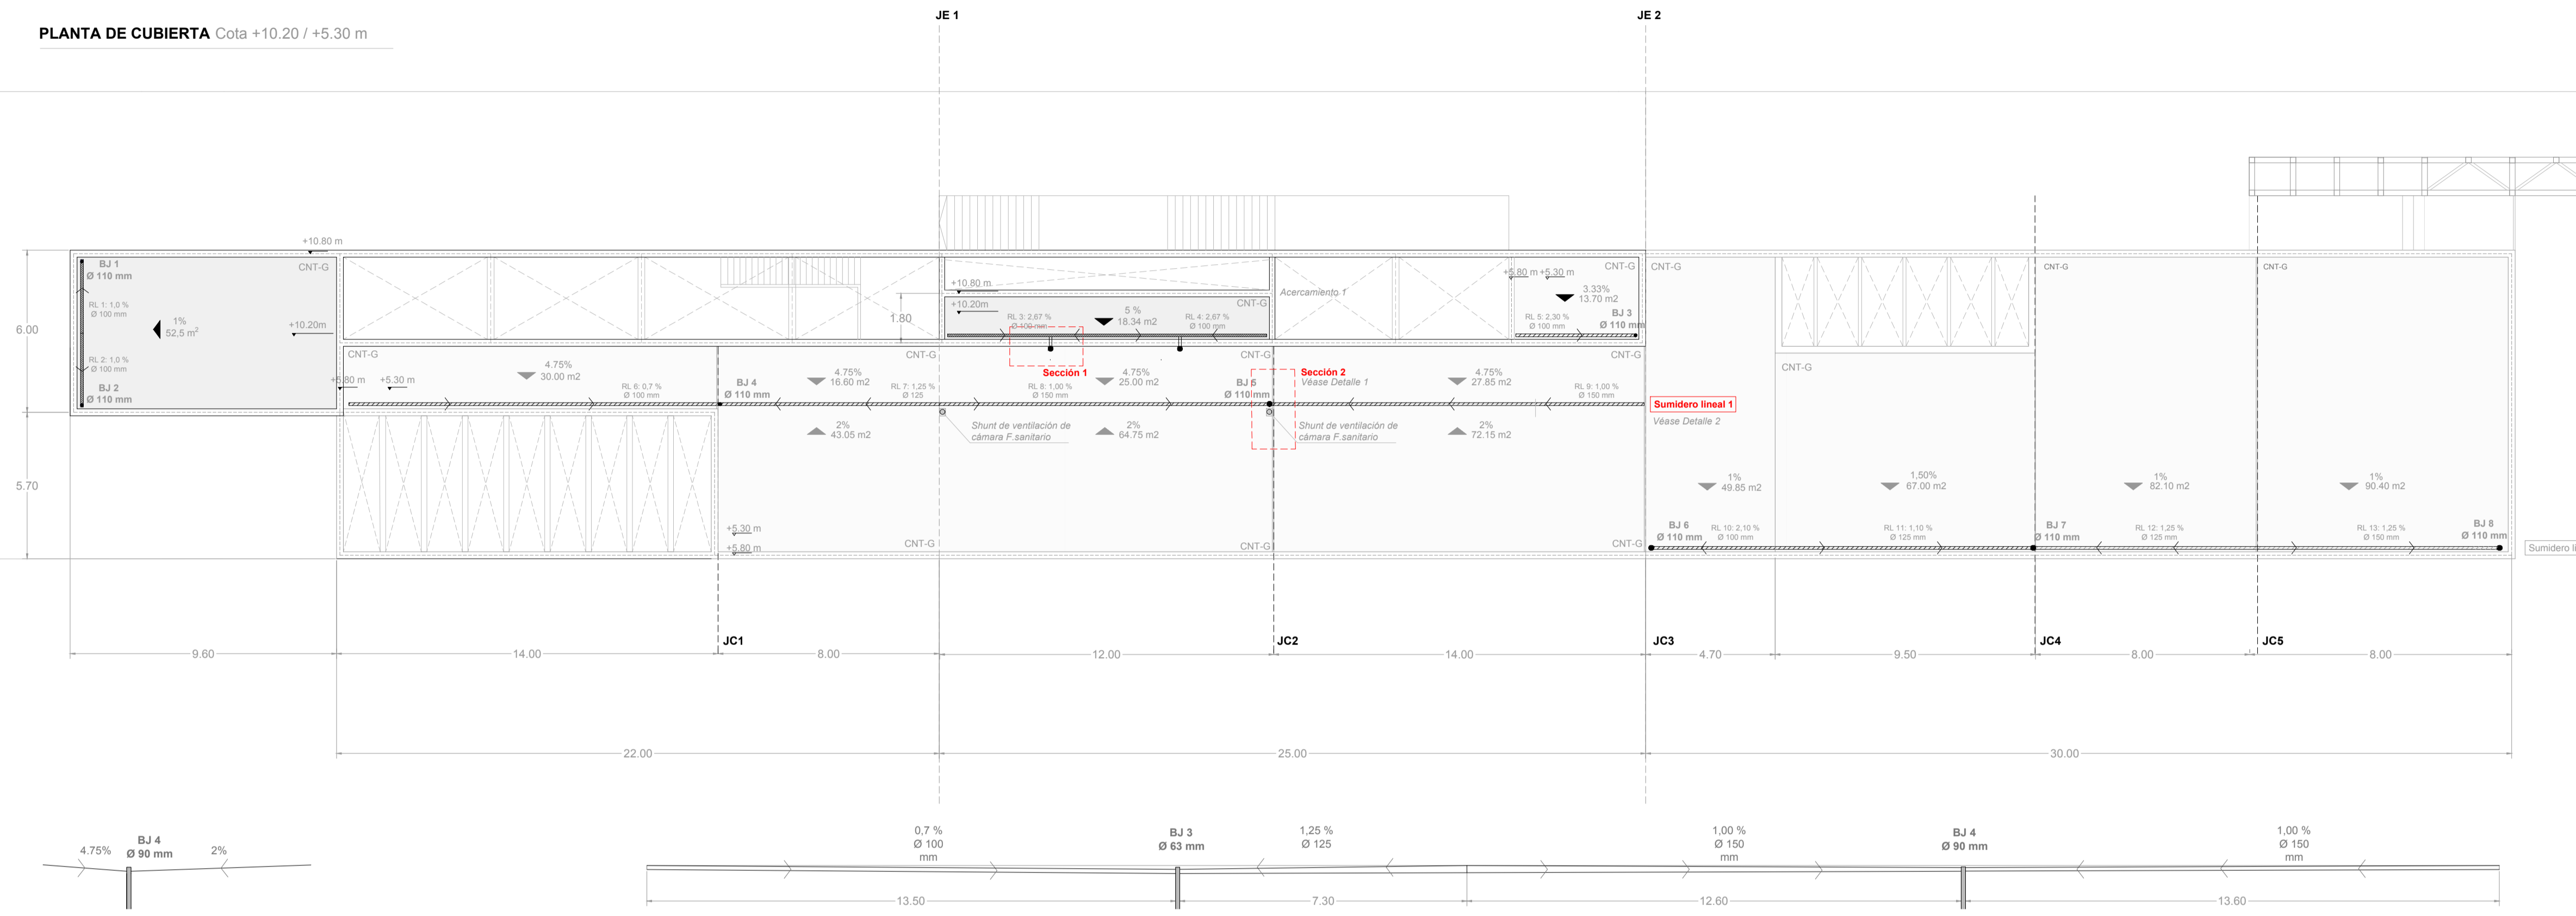 JE 1
JE 2
PLANTA DE CUBIERTA Cota +10.20 / +5.30 m
+10.80 m
BJ 1
Ø 110 mm
CNT-G
RL 1: 1,0 %
Ø 100 mm
1%
52,5 m²
+10.20m
RL 2: 1,0 %
Ø 100 mm
BJ 2
Ø 110 mm
6.00
5.70
+10.80 m
+10.20m
CNT-G
1.80
RL 3: 2,67 %
Ø 100 mm
5 %
18.34 m2
RL 4: 2,67 %
Ø 100 mm
Acercamiento 1
+5.80 m
+5.30 m
CNT-G
3.33%
13.70 m2
RL 5: 2,30 %
Ø 100 mm
BJ 3
Ø 110 mm
CNT-G
CNT-G
CNT-G
CNT-G
4.75%
30.00 m2
+5.80 m
+5.30 m
RL 6: 0,7 %
Ø 100 mm
BJ 4
Ø 110 mm
CNT-G
4.75%
16.60 m2
RL 7: 1,25 %
Ø 125
Sección 1
RL 8: 1,00 %
Ø 150 mm
4.75%
25.00 m2
CNT-G
BJ 5
Ø 110 mm
Sección 2
Véase Detalle 1
4.75%
27.85 m2
RL 9: 1,00 %
Ø 150 mm
CNT-G
Sumidero lineal 1
Véase Detalle 2
CNT-G
2%
43.05 m2
Shunt de ventilación de
cámara F.sanitario
2%
64.75 m2
Shunt de ventilación de
cámara F.sanitario
2%
72.15 m2
+5.30 m
+5.80 m
CNT-G
CNT-G
CNT-G
1%
49.85 m2
1,50%
67.00 m2
1%
82.10 m2
1%
90.40 m2
BJ 6
Ø 110 mm
RL 10: 2,10 %
Ø 100 mm
RL 11: 1,10 %
Ø 125 mm
BJ 7
Ø 110 mm
RL 12: 1,25 %
Ø 125 mm
RL 13: 1,25 %
Ø 150 mm
BJ 8
Ø 110 mm
Sumidero
JC1
JC2
JC3
JC4
JC5
9.60
14.00
8.00
12.00
14.00
4.70
9.50
8.00
8.00
22.00
25.00
30.00
BJ 4
Ø 90 mm
4.75%
2%
0,7 %
Ø 100
mm
BJ 3
Ø 63 mm
1,25 %
Ø 125
1,00 %
Ø 150
mm
BJ 4
Ø 90 mm
1,00 %
Ø 150
mm
13.50
7.30
12.60
13.60